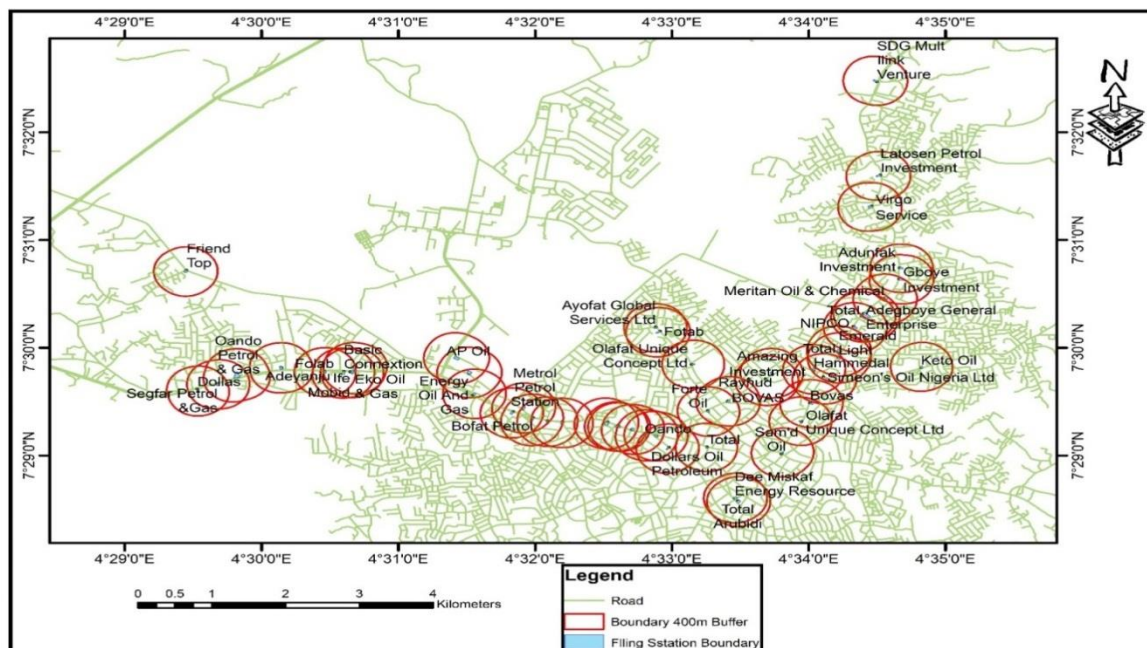 4°29'0"E 4°30'0"E 4°31'0"E 4°32'0"E 4°33'0"E 4°34'0"E 4°35'0"E
N
SDG Mult
Ilink
Venture
7°32'0"N 7°32'0"N
Latosen Petrol
Investment
Virgo
Service
7°31'0"N 7°31'0"N
Friend
Top
Adunfak
Investment
Gboye
Investment
Meritan Oil & Chemical
Ayofat Global
Services Ltd
Fotab
Total Adegboye General
Enterprise
NIPCO
Emerald
7°30'0"N 7°30'0"N
Oando
Petrol
& Gas
Dollas
Segfar Petrol
&Gas
Adeyanju
Folab
Basic
Connextion
Ife Eko Oil
Mobid & Gas
AP Oil
Energy
Oil And
Gas
Olafat Unique
Concept Ltd
Amazing
Investment
Total
Light
Hammedal
Simeon's Oil Nigeria Ltd
Keto Oil
Metrol
Petrol
Station
Bofat Petrol
Forte
Oil
Rayhud
BOVAS
Bovas
Olafat
Unique Concept Ltd
7°29'0"N 7°29'0"N
Oando
Total
Dollars Oil
Petroleum
Som'd
Oil
Dee Miskaf
Energy Resource
Total
Arubidi
4°29'0"E 4°30'0"E 4°31'0"E 4°32'0"E 4°33'0"E 4°34'0"E 4°35'0"E
0 0.5 1 2 3 4
Kilometers
Legend
Road
Boundary 400m Buffer
Flling Sstation Boundary